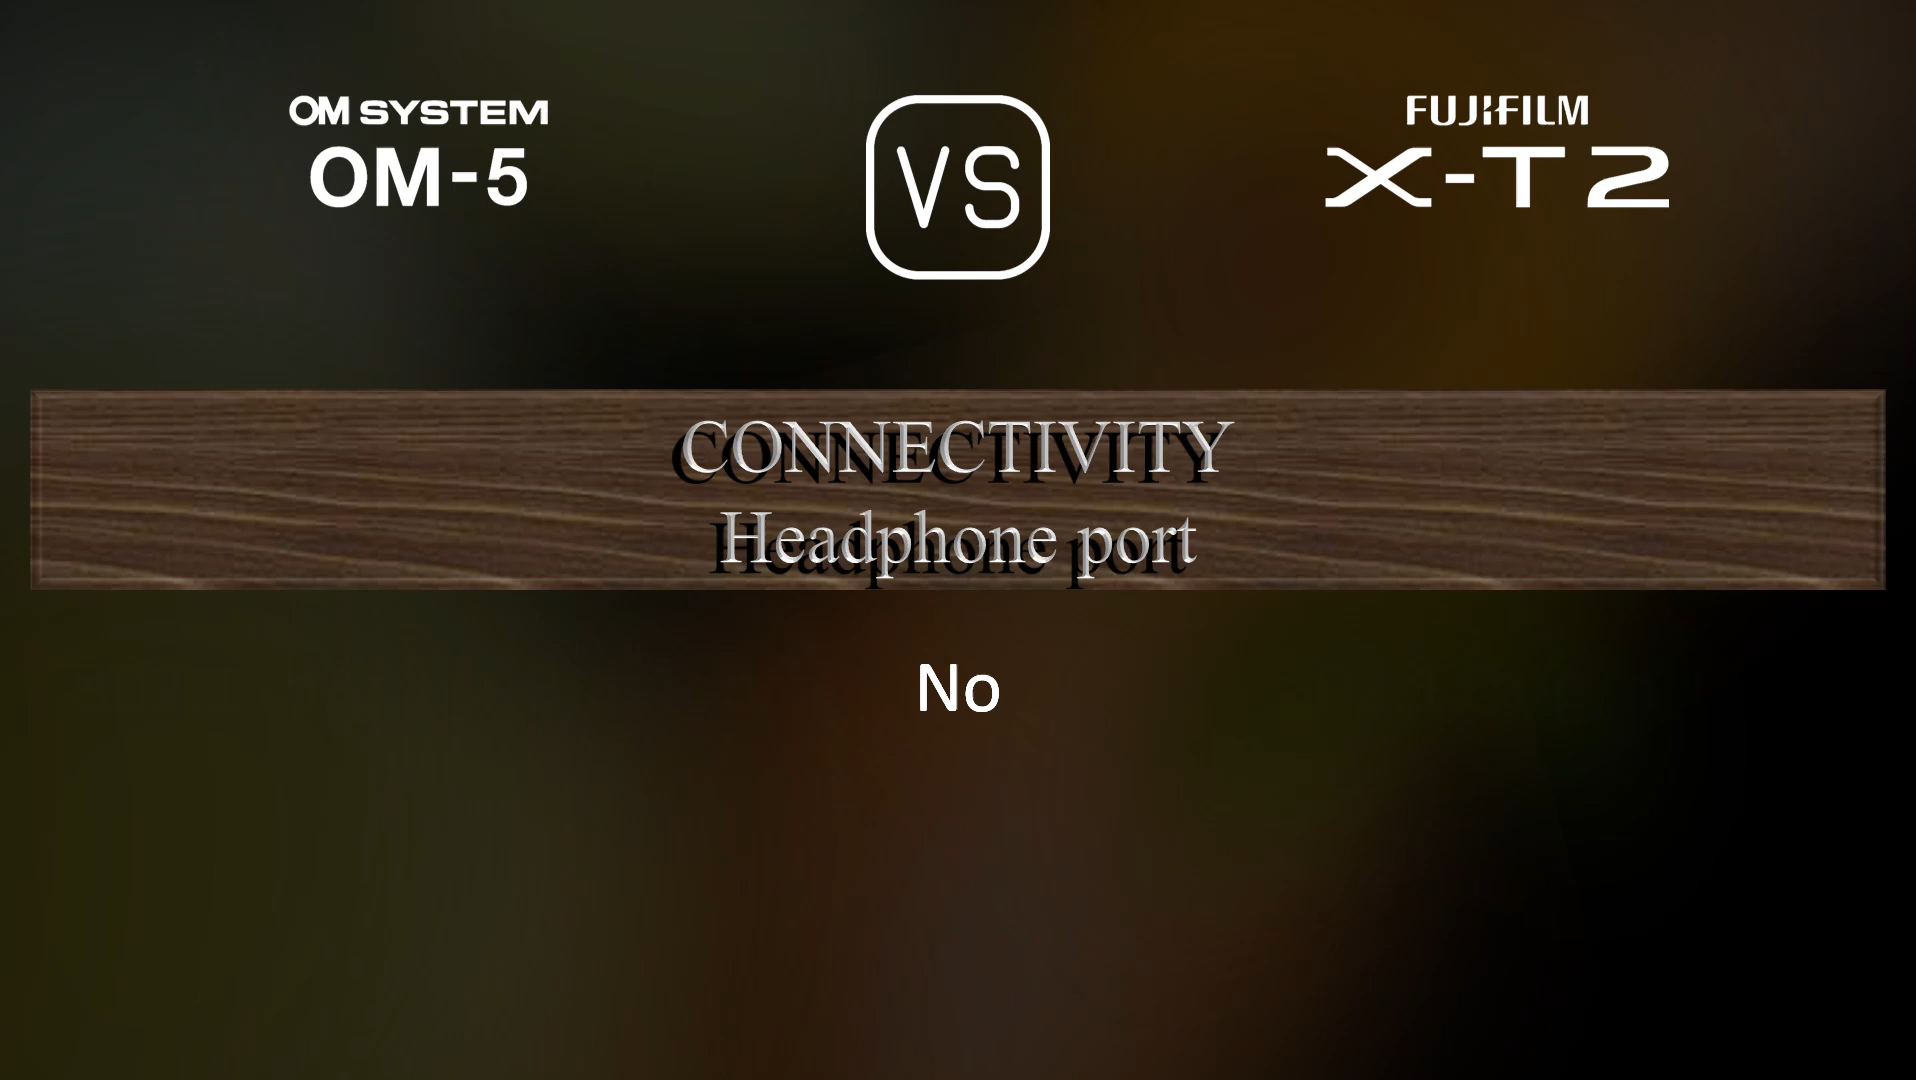 OM SYSTEM
OM-5
VS
FUJIFILM
X-T2
CONNECTIVITY
Headphone port
No